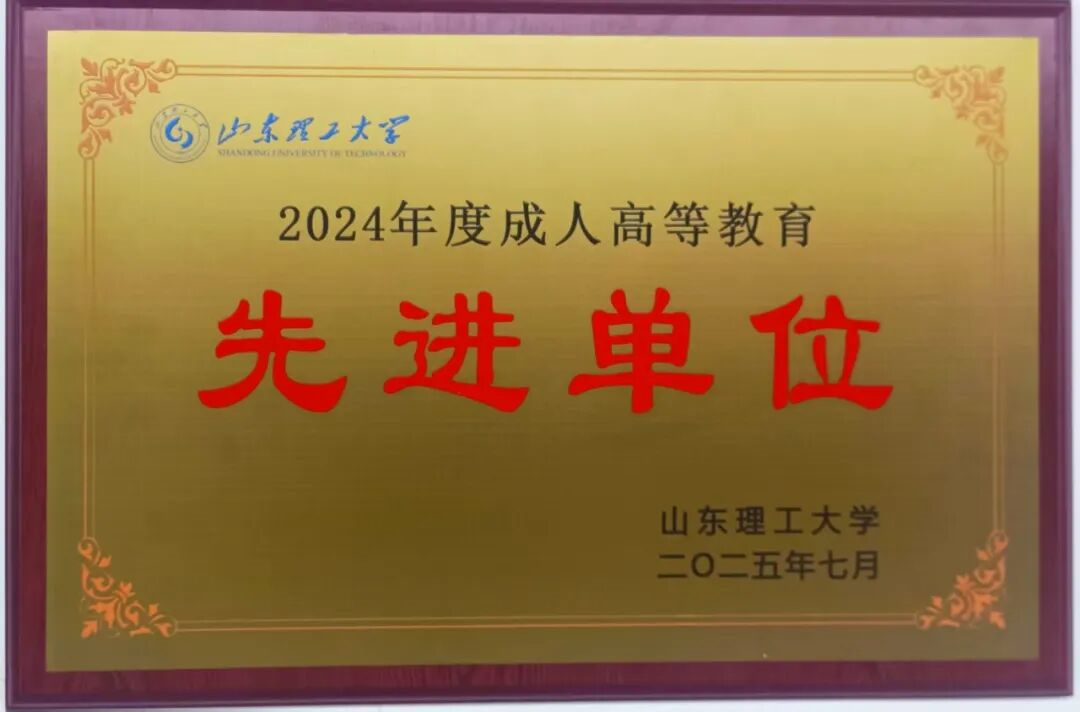 山东理工大学
SHANDONG UNIVERSITY OF TECHNOLOGY
2024年度成人高等教育
先进单位
山东理工大学
二〇二五年七月